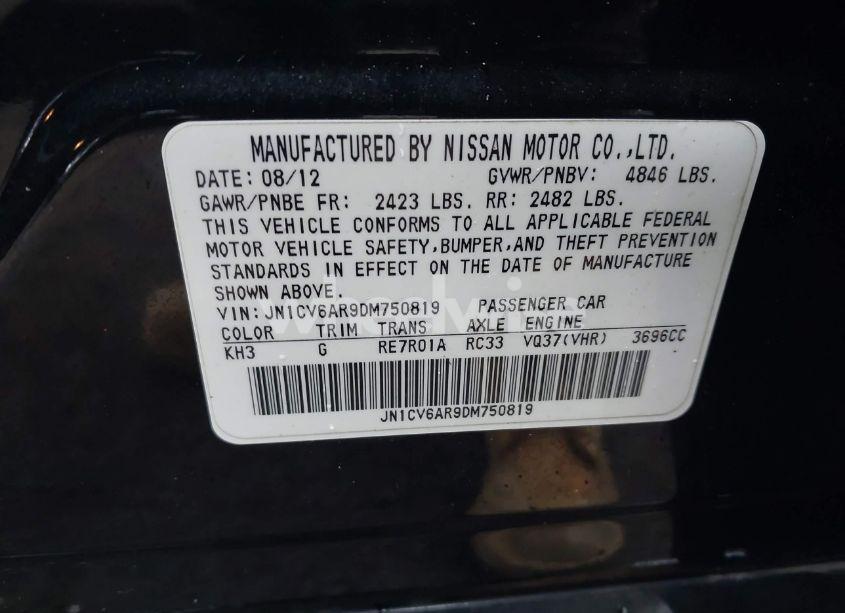 MANUFACTURED BY NISSAN MOTOR CO.,LTD.
DATE: 08/12 GVWR/PNBV: 4846 LBS.
GAWR/PNBE FR: 2423 LBS. RR: 2482 LBS.
THIS VEHICLE CONFORMS TO ALL APPLICABLE FEDERAL
MOTOR VEHICLE SAFETY,BUMPER,AND THEFT PREVENTION
STANDARDS IN EFFECT ON THE DATE OF MANUFACTURE
SHOWN ABOVE.
VIN: JN1CV6AR9DM750819 PASSENGER CAR
COLOR TRIM TRANS AXLE ENGINE
KH3 G RE7R01A RC33 VQ37(VHR) 3696CC
JN1CV6AR9DM750819